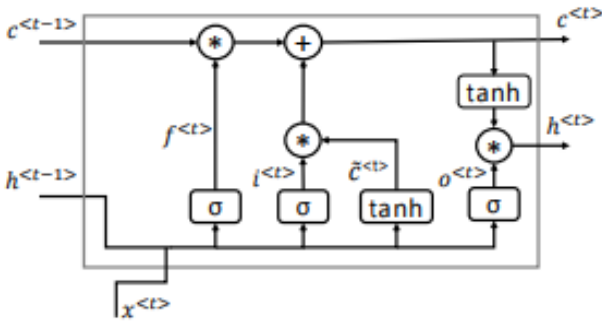 c<t-1> * + c<t>
tanh
f<t> * * h<t>
h<t-1> i<t> c̃<t> o<t>
σ σ tanh σ
x<t>